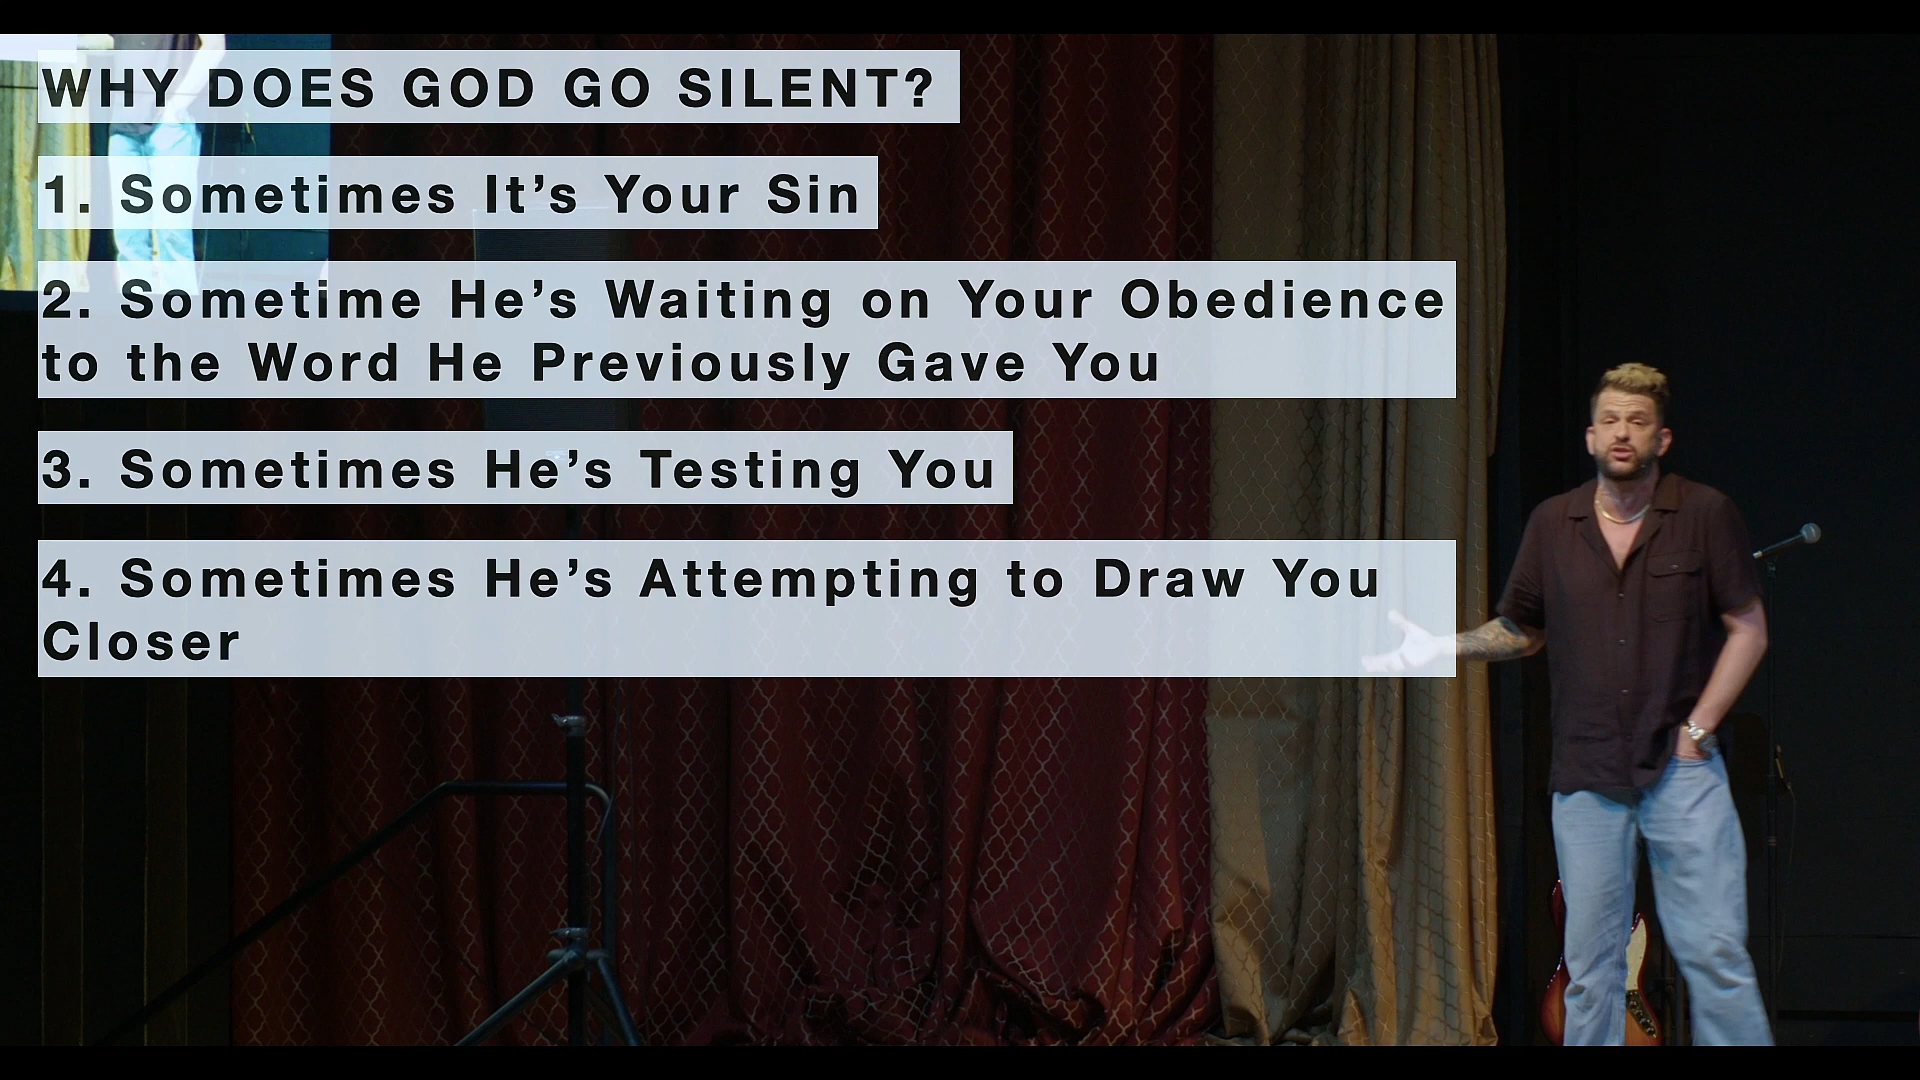 WHY DOES GOD GO SILENT?
1. Sometimes It’s Your Sin
2. Sometime He’s Waiting on Your Obedience
to the Word He Previously Gave You
3. Sometimes He’s Testing You
4. Sometimes He’s Attempting to Draw You
Closer